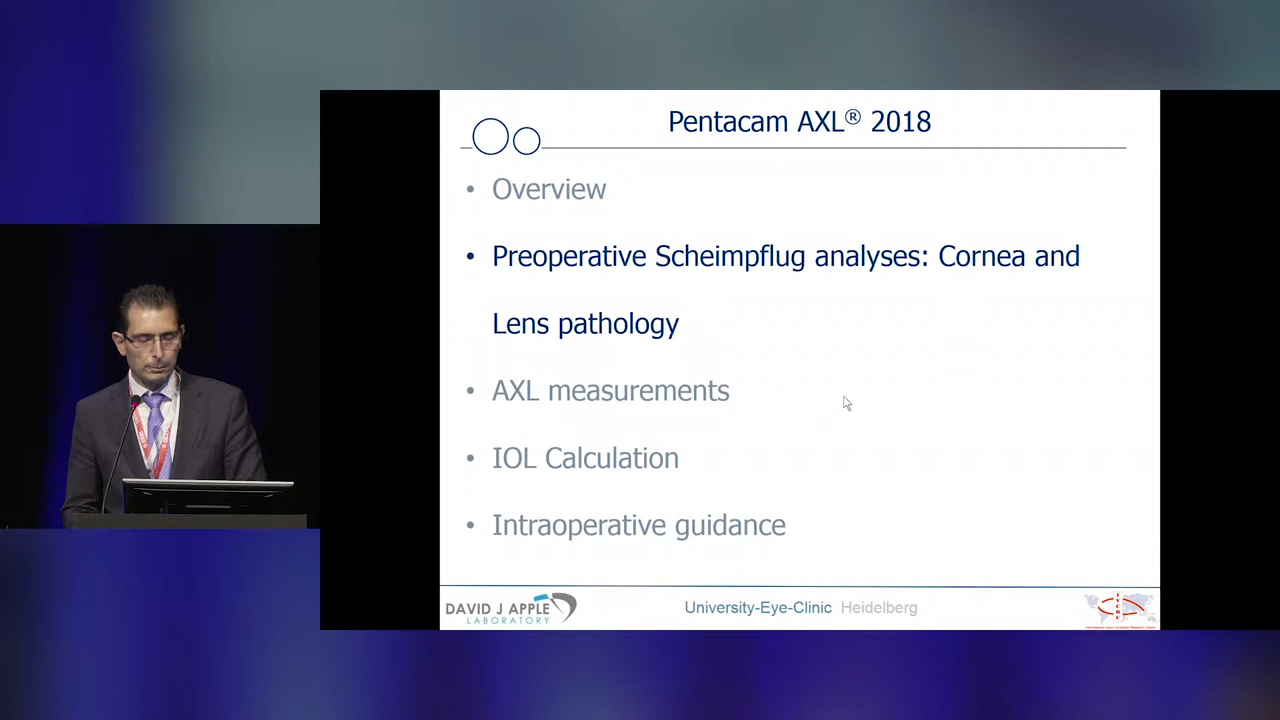 Pentacam AXL® 2018
• Overview
• Preoperative Scheimpflug analyses: Cornea and
Lens pathology
• AXL measurements
• IOL Calculation
• Intraoperative guidance
DAVID J APPLE
LABORATORY
University-Eye-Clinic Heidelberg